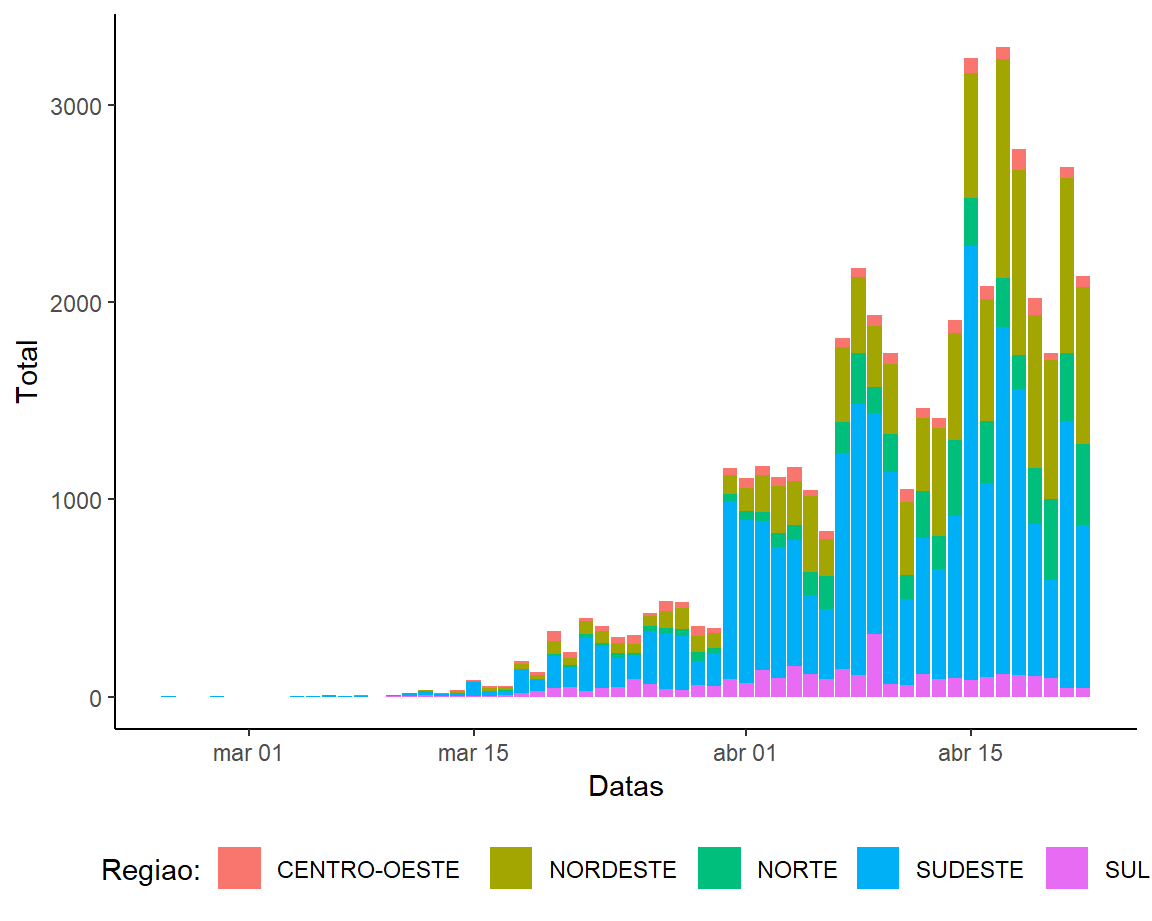 Total
3000
2000
1000
0
mar 01 mar 15 abr 01 abr 15
Datas
Regiao: CENTRO-OESTE NORDESTE NORTE SUDESTE SUL